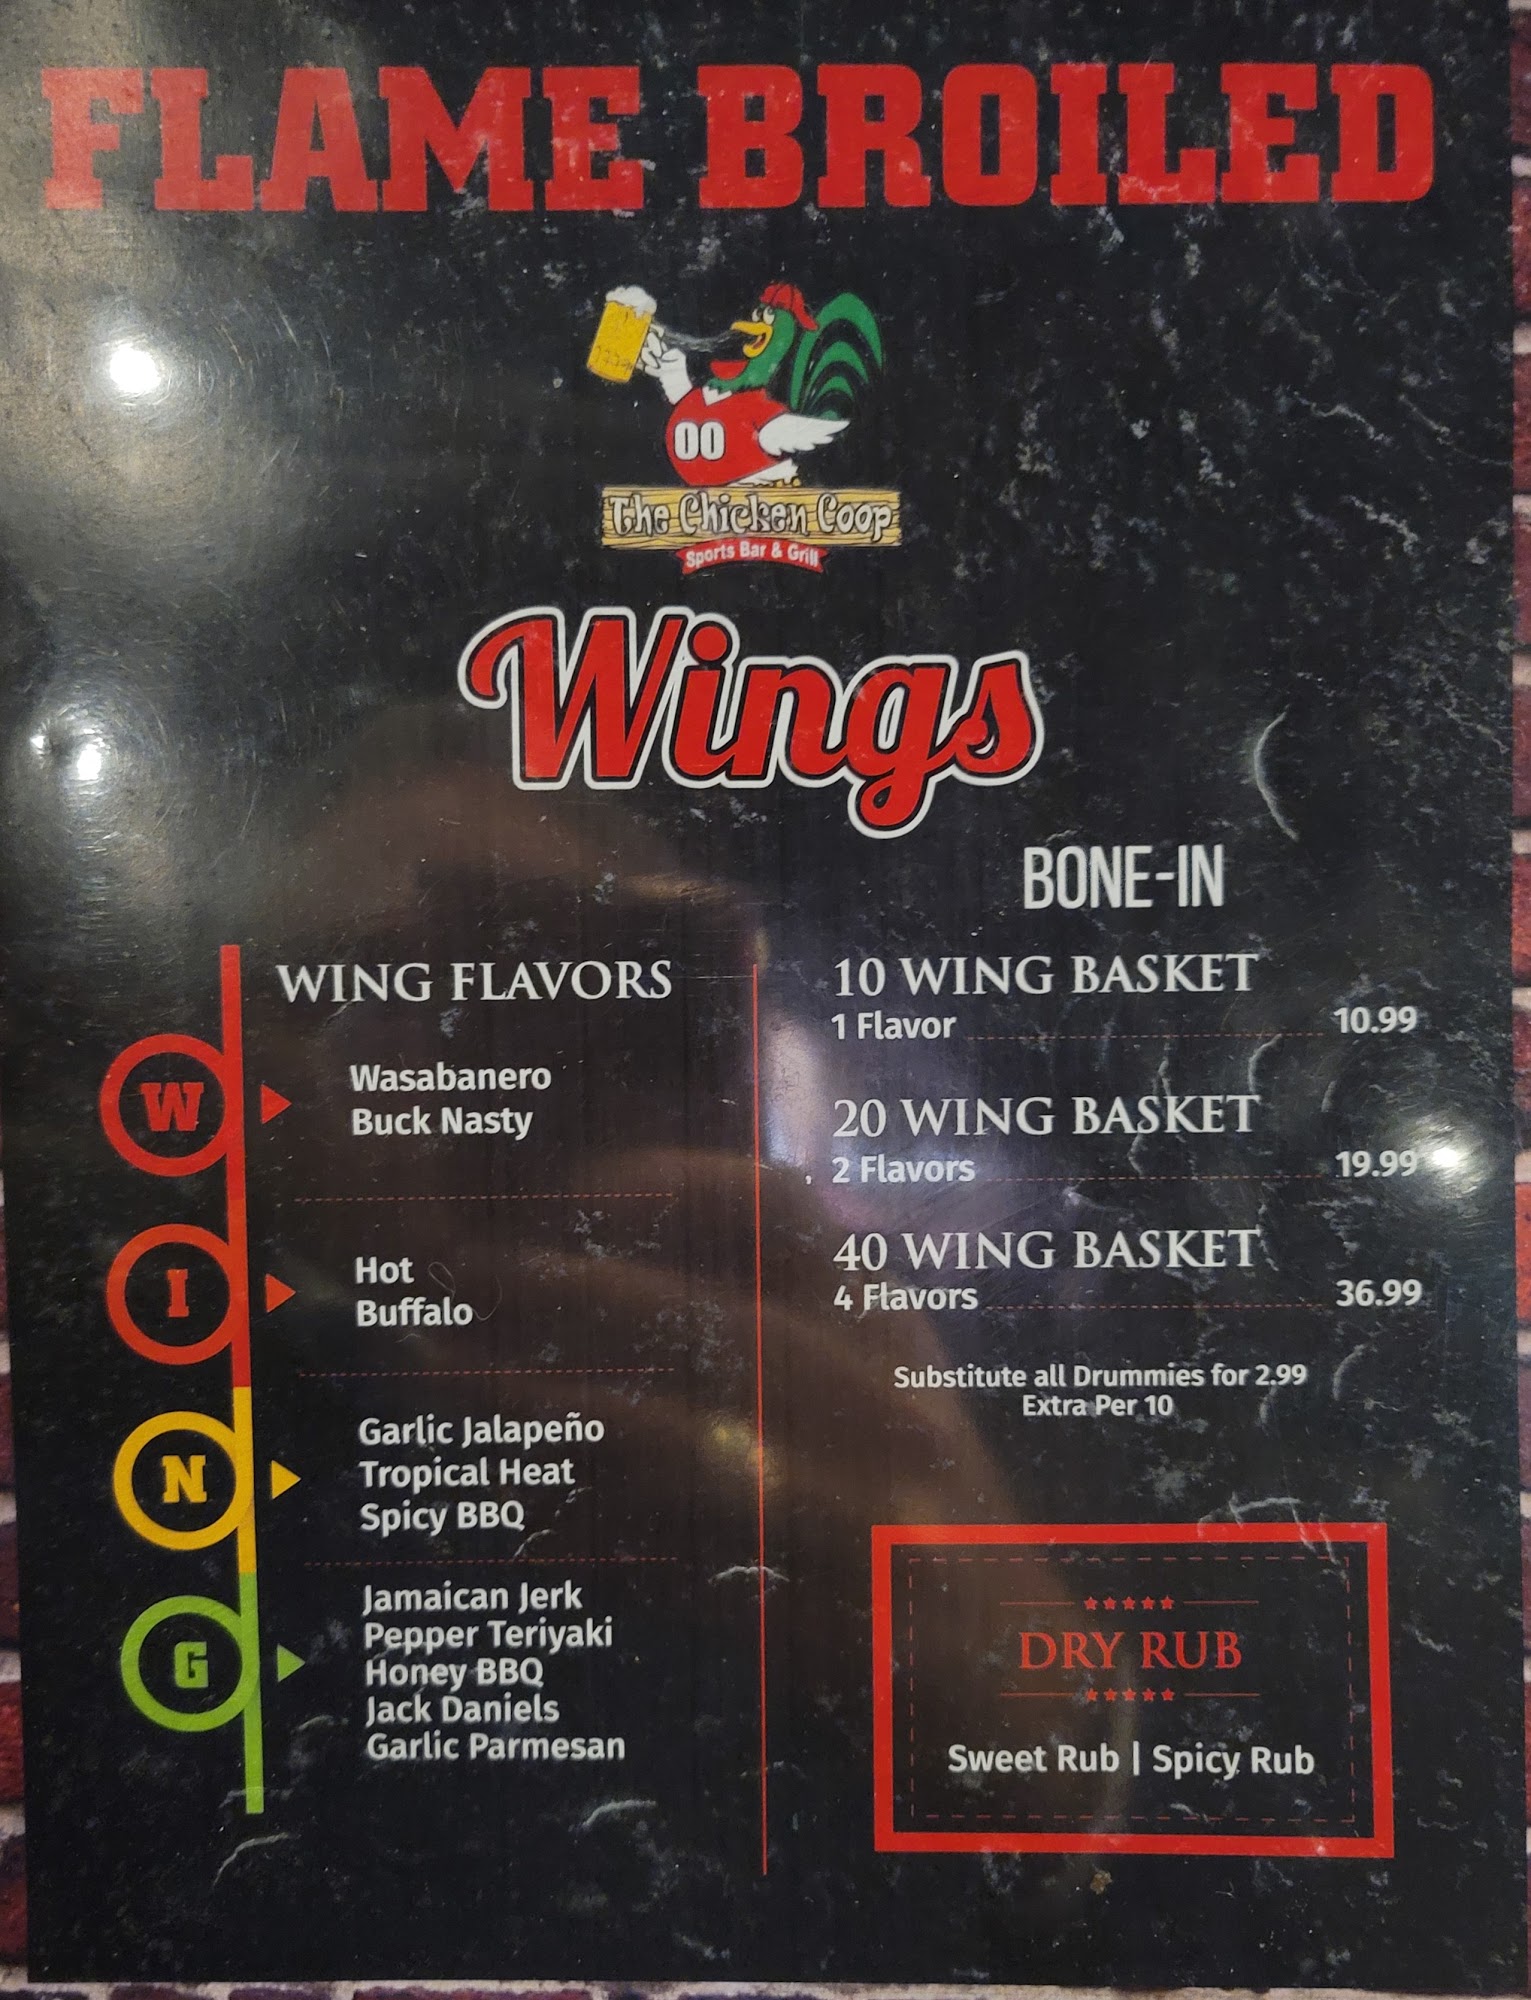 FLAME BROILED
00
The Chicken Coop
Sports Bar & Grill
Wings
WING FLAVORS
W
Wasabanero
Buck Nasty
I
Hot
Buffalo
N
Garlic Jalapeño
Tropical Heat
Spicy BBQ
G
Jamaican Jerk
Pepper Teriyaki
Honey BBQ
Jack Daniels
Garlic Parmesan
BONE-IN
10 WING BASKET
1 Flavor 10.99
20 WING BASKET
2 Flavors 19.99
40 WING BASKET
4 Flavors 36.99
Substitute all Drummies for 2.99
Extra Per 10
DRY RUB
Sweet Rub | Spicy Rub